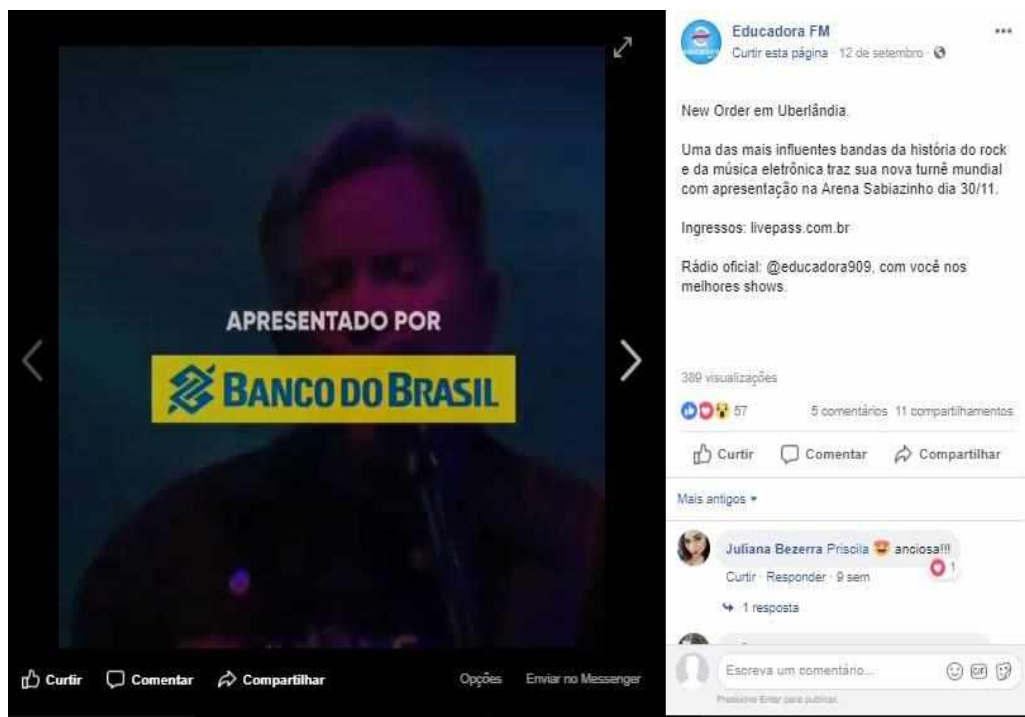 APRESENTADO POR
BANCO DO BRASIL
Curtir Comentar Compartilhar Opções Enviar no Messenger
Educadora FM
Curtir esta página · 12 de setembro ·
New Order em Uberlândia.
Uma das mais influentes bandas da história do rock
e da música eletrônica traz sua nova turnê mundial
com apresentação na Arena Sabiazinho dia 30/11.
Ingressos: livepass.com.br
Rádio oficial: @educadora909, com você nos
melhores shows.
389 visualizações
57 5 comentários 11 compartilhamentos
Curtir Comentar Compartilhar
Mais antigos
Juliana Bezerra Priscila 😍 anciosa!!!
1
Curtir · Responder · 9 sem
1 resposta
Escreva um comentário... GIF
Pressione Enter para publicar.